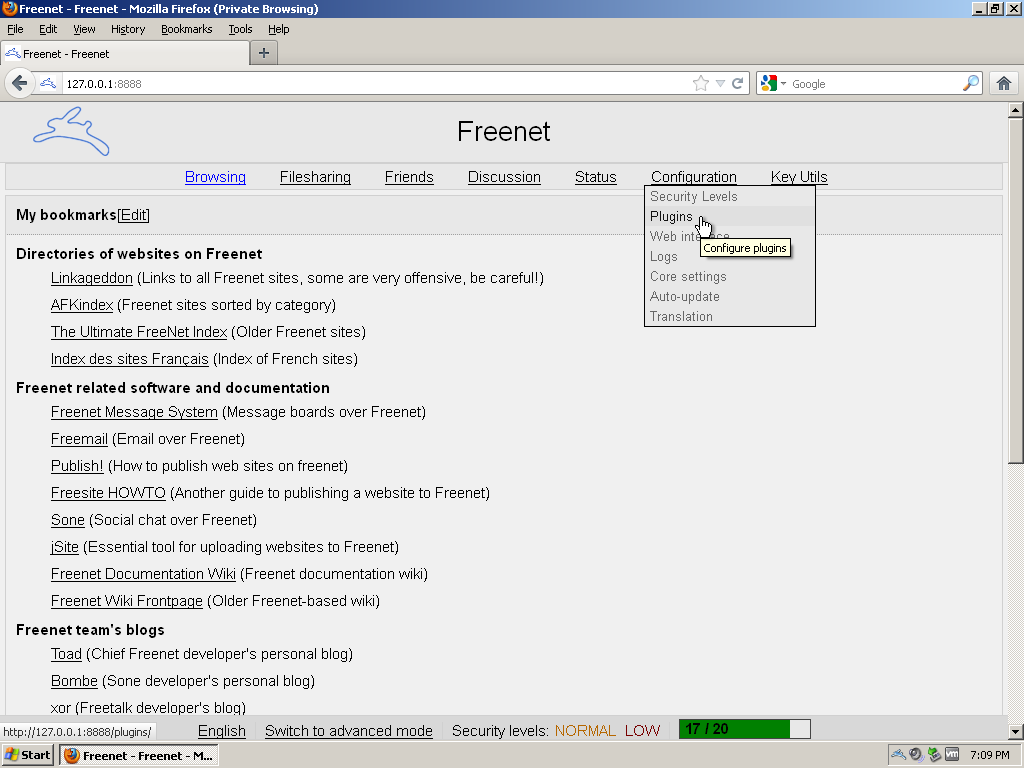 Freenet - Freenet - Mozilla Firefox (Private Browsing)
File Edit View History Bookmarks Tools Help
Freenet - Freenet
127.0.0.1:8888
Google
Freenet
Browsing Filesharing Friends Discussion Status Configuration Key Utils
Security Levels
Plugins
Web inte
Configure plugins
Logs
Core settings
Auto-update
Translation
My bookmarks[Edit]
Directories of websites on Freenet
Linkageddon (Links to all Freenet sites, some are very offensive, be careful!)
AFKindex (Freenet sites sorted by category)
The Ultimate FreeNet Index (Older Freenet sites)
Index des sites Français (Index of French sites)
Freenet related software and documentation
Freenet Message System (Message boards over Freenet)
Freemail (Email over Freenet)
Publish! (How to publish web sites on freenet)
Freesite HOWTO (Another guide to publishing a website to Freenet)
Sone (Social chat over Freenet)
jSite (Essential tool for uploading websites to Freenet)
Freenet Documentation Wiki (Freenet documentation wiki)
Freenet Wiki Frontpage (Older Freenet-based wiki)
Freenet team's blogs
Toad (Chief Freenet developer's personal blog)
Bombe (Sone developer's personal blog)
xor (Freetalk developer's blog)
http://127.0.0.1:8888/plugins/
English Switch to advanced mode Security levels: NORMAL LOW 17 / 20
Start Freenet - Freenet - M... 7:09 PM